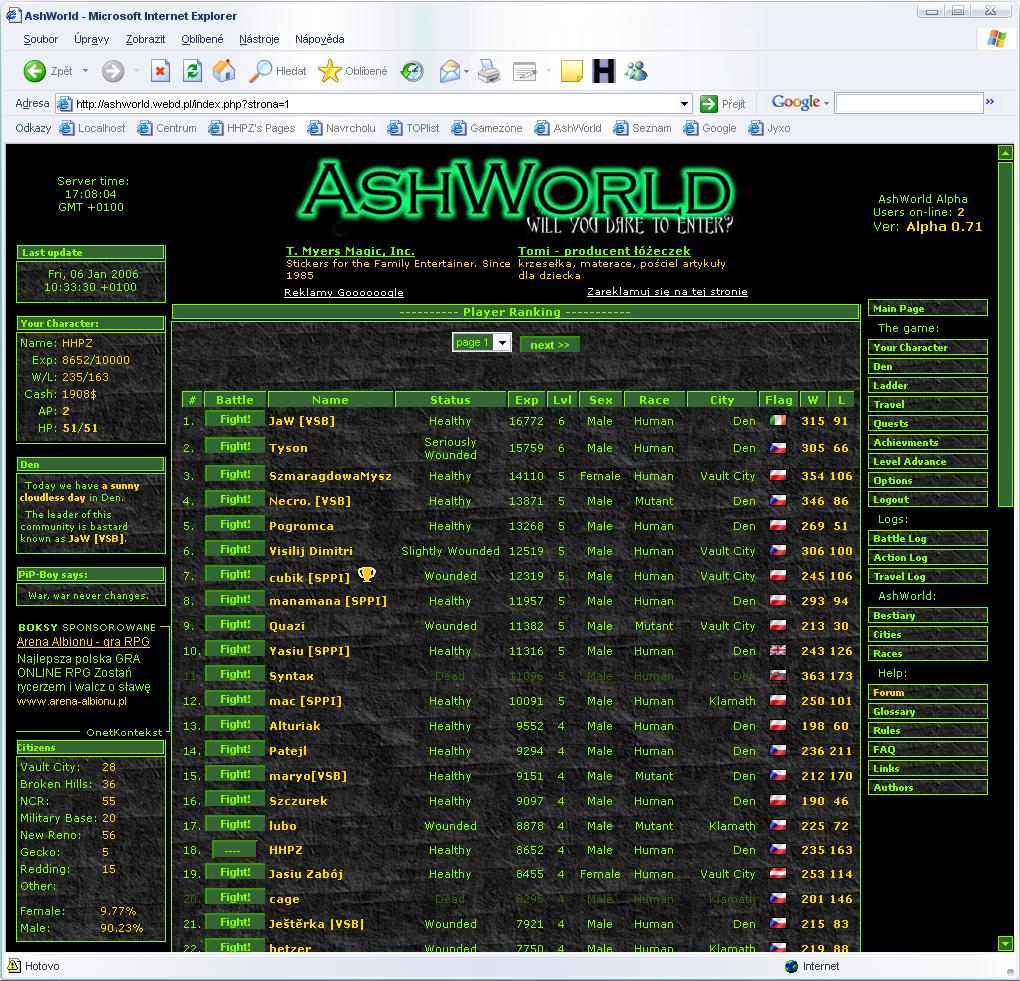 AshWorld - Microsoft Internet Explorer
Soubor Úpravy Zobrazit Oblíbené Nástroje Nápověda
Zpět Hledat Oblíbené
Adresa http://ashworld.webd.pl/index.php?strona=1 Přejít Google
Odkazy Localhost Centrum HHPZ's Pages Navrcholu TOPlist Gamezone AshWorld Seznam Google Jyxo
Server time:
17:08:04
GMT +0100
ASHWORLD
WILL YOU DARE TO ENTER?
AshWorld Alpha
Users on-line: 2
Ver: Alpha 0.71
T. Myers Magic, Inc.
Stickers for the Family Entertainer. Since
1985
Tomi - producent łóżeczek
krzesełka, materace, pościel artykuły
dla dziecka
Reklamy Goooooogle
Zareklamuj się na tej stronie
Last update
Fri, 06 Jan 2006
10:33:30 +0100
Your Character:
Name: HHPZ
Exp: 8652/10000
W/L: 235/163
Cash: 1908$
AP: 2
HP: 51/51
Den
Today we have a sunny
cloudless day in Den.
The leader of this
community is bastard
known as JaW [¥SB].
PiP-Boy says:
War, war never changes.
BOKSY SPONSOROWANE
Arena Albionu - gra RPG
Najlepsza polska GRA
ONLINE RPG Zostań
rycerzem i walcz o sławę
www.arena-albionu.pl
OnetKontekst
Citizens
Vault City: 28
Broken Hills: 36
NCR: 55
Military Base: 20
New Reno: 56
Gecko: 5
Redding: 15
Other:
Female: 9.77%
Male: 90.23%
---------- Player Ranking -----------
page 1 next >>
# Battle Name Status Exp Lvl Sex Race City Flag W L
1. Fight! JaW [¥SB] Healthy 16772 6 Male Human Den 315 91
2. Fight! Tyson Seriously Wounded 15759 6 Male Human Den 305 66
3. Fight! SzmaragdowaMysz Healthy 14110 5 Female Human Vault City 354 106
4. Fight! Necro. [¥SB] Healthy 13871 5 Male Mutant Den 346 86
5. Fight! Pogromca Healthy 13268 5 Male Human Den 269 51
6. Fight! Visilij Dimitri Slightly Wounded 12519 5 Male Human Vault City 306 100
7. Fight! cubik [SPPI] Wounded 12319 5 Male Human Vault City 245 106
8. Fight! manamana [SPPI] Healthy 11957 5 Male Human Den 293 94
9. Fight! Quazi Wounded 11382 5 Male Mutant Vault City 213 30
10. Fight! Yasiu [SPPI] Healthy 11316 5 Male Human Den 243 126
11. Fight! Syntax Dead 11096 5 Male Human Den 363 173
12. Fight! mac [SPPI] Healthy 10091 5 Male Human Klamath 250 101
13. Fight! Alturiak Healthy 9552 4 Male Human Den 198 60
14. Fight! Patejl Healthy 9294 4 Male Human Den 236 211
15. Fight! maryo[¥SB] Healthy 9151 4 Male Mutant Den 212 170
16. Fight! Szczurek Healthy 9097 4 Male Human Den 190 46
17. Fight! lubo Wounded 8878 4 Male Mutant Klamath 225 72
18. ---- HHPZ Healthy 8652 4 Male Human Den 235 163
19. Fight! Jasiu Zabój Healthy 8455 4 Female Human Vault City 253 114
20. Fight! cage Dead 8295 4 Male Human Klamath 201 146
21. Fight! Ještěrka [¥SB] Wounded 7921 4 Male Human Den 215 83
22. Fight! hetzer Wounded 7750 4 Male Human Klamath 219 88
Main Page
The game:
Your Character
Den
Ladder
Travel
Quests
Achievments
Level Advance
Options
Logout
Logs:
Battle Log
Action Log
Travel Log
AshWorld:
Bestiary
Cities
Races
Help:
Forum
Glossary
Rules
FAQ
Links
Authors
Hotovo
Internet